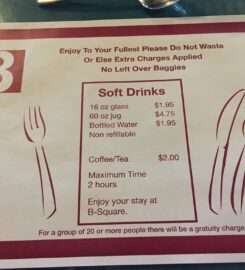 B
Enjoy To Your Fullest Please Do Not Waste
Or Else Extra Charges Applied
No Left Over Baggies
Soft Drinks
16 oz glass $1.95
60 oz jug $4.75
Bottled Water $1.95
Non refillable
Coffee/Tea $2.00
Maximum Time
2 hours
Enjoy your stay at
B-Square.
For a group of 20 or more people there will be a gratuity charge